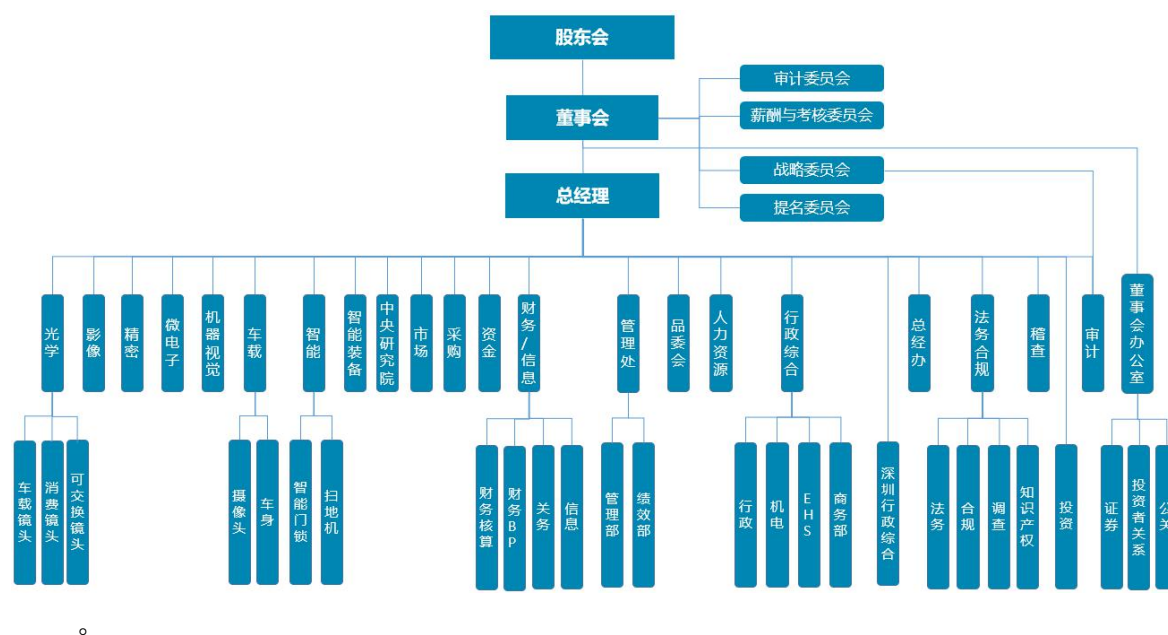 股东会
董事会
总经理
审计委员会
薪酬与考核委员会
战略委员会
提名委员会
光学
影像
精密
微电子
机器视觉
车载
智能
智能装备
中央研究院
市场
采购
资金
财务/信息
管理处
品委会
人力资源
行政综合
总经办
法务合规
稽查
审计
董事会办公室
车载镜头
消费镜头
可交换镜头
摄像头
车身
智能门锁
扫地机
财务核算
财务BP
关务
信息
管理部
绩效部
行政
机电
EHS
商务部
深圳行政综合
法务
合规
调查
知识产权
投资
证券
投资者关系
公关
。